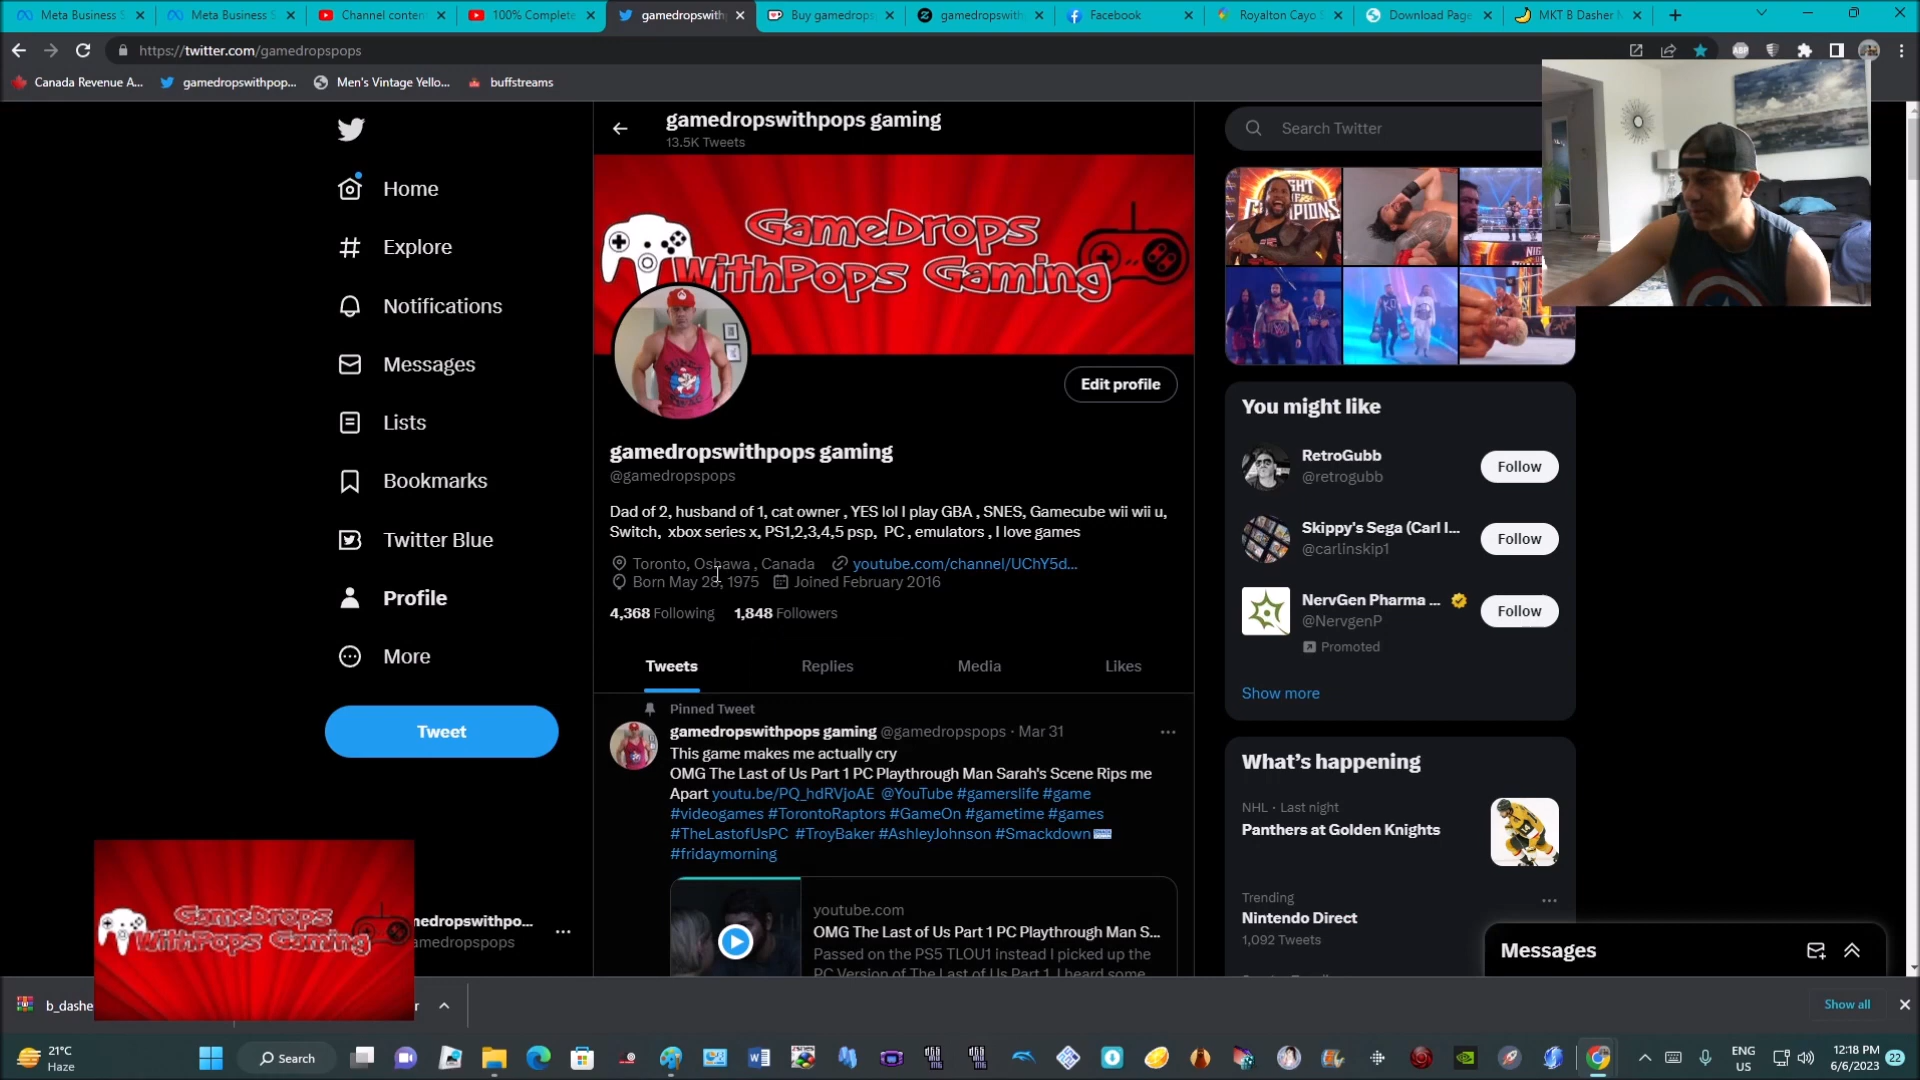 Meta Business S
Meta Business S
Channel conten
100% Complete
gamedropswith
Buy gamedrops
gamedropswith
Facebook
Royalton Cayo S
Download Page
MKT B Dasher
https://twitter.com/gamedropspops
Canada Revenue A...
gamedropswithpop...
Men's Vintage Yello...
buffstreams
gamedropswithpops gaming
13.5K Tweets
Search Twitter
Home
Explore
Notifications
Messages
Lists
Bookmarks
Twitter Blue
Profile
More
Tweet
GameDrops
WithPops Gaming
Edit profile
gamedropswithpops gaming
@gamedropspops
Dad of 2, husband of 1, cat owner , YES lol I play GBA , SNES, Gamecube wii wii u,
Switch, xbox series x, PS1,2,3,4,5 psp, PC , emulators , I love games
Toronto, Oshawa , Canada youtube.com/channel/UChY5d...
Born May 28, 1975 Joined February 2016
4,368 Following 1,848 Followers
Tweets Replies Media Likes
Pinned Tweet
gamedropswithpops gaming @gamedropspops · Mar 31
This game makes me actually cry
OMG The Last of Us Part 1 PC Playthrough Man Sarah's Scene Rips me
Apart youtu.be/PQ_hdRVjoAE @YouTube #gamerslife #game
#videogames #TorontoRaptors #GameOn #gametime #games
#TheLastofUsPC #TroyBaker #AshleyJohnson #Smackdown
#fridaymorning
youtube.com
OMG The Last of Us Part 1 PC Playthrough Man S...
Passed on the PS5 TLOU1 instead I picked up the
PC Version of The Last of Us Part 1. I heard some
You might like
RetroGubb
@retrogubb
Follow
Skippy's Sega (Carl I...
@carlinskip1
Follow
NervGen Pharma ...
@NervgenP
Follow
Promoted
Show more
What's happening
NHL · Last night
Panthers at Golden Knights
Trending
Nintendo Direct
1,092 Tweets
Messages
GameDrops
WithPops Gaming
nedropswithpo...
amedropspops
b_dashe
Show all
21°C
Haze
Search
ENG
US
12:18 PM
6/6/2023
22